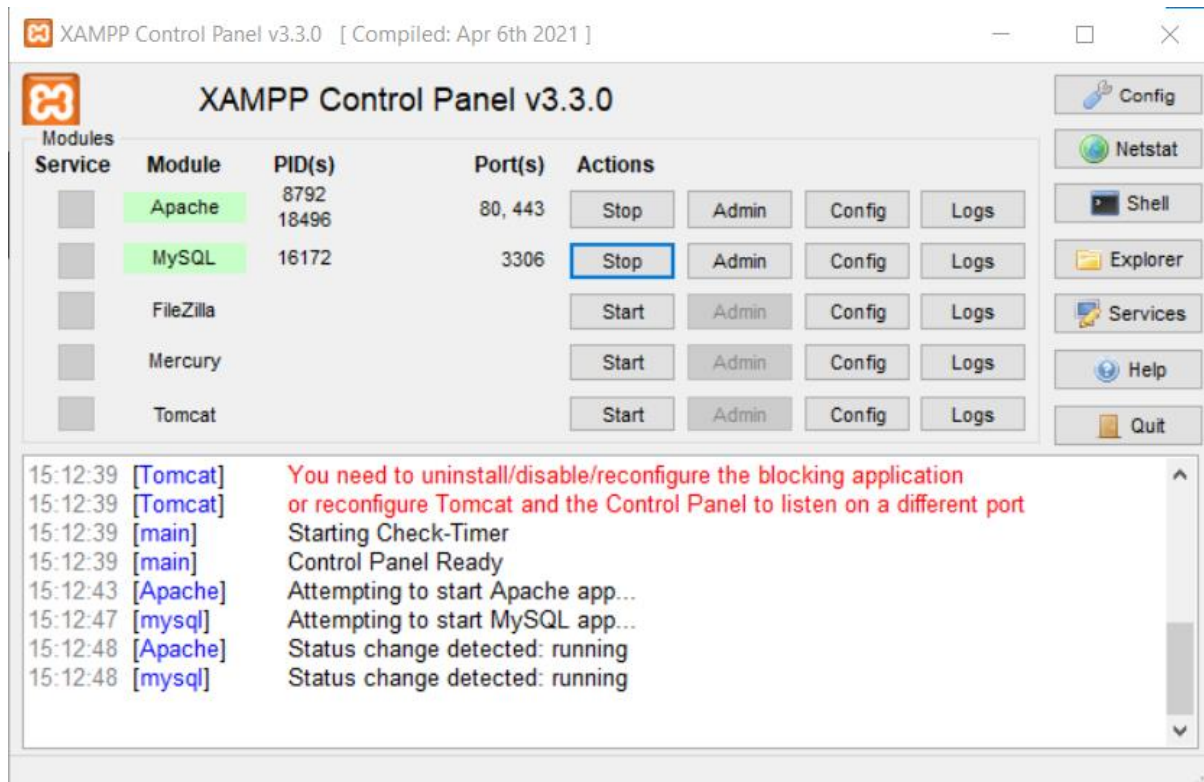 XAMPP Control Panel v3.3.0 [ Compiled: Apr 6th 2021 ]
XAMPP Control Panel v3.3.0
Config
Netstat
Shell
Explorer
Services
Help
Quit
Modules
Service Module PID(s) Port(s) Actions
Apache 8792 18496 80, 443 Stop Admin Config Logs
MySQL 16172 3306 Stop Admin Config Logs
FileZilla Start Admin Config Logs
Mercury Start Admin Config Logs
Tomcat Start Admin Config Logs
15:12:39 [Tomcat] You need to uninstall/disable/reconfigure the blocking application
15:12:39 [Tomcat] or reconfigure Tomcat and the Control Panel to listen on a different port
15:12:39 [main] Starting Check-Timer
15:12:39 [main] Control Panel Ready
15:12:43 [Apache] Attempting to start Apache app...
15:12:47 [mysql] Attempting to start MySQL app...
15:12:48 [Apache] Status change detected: running
15:12:48 [mysql] Status change detected: running